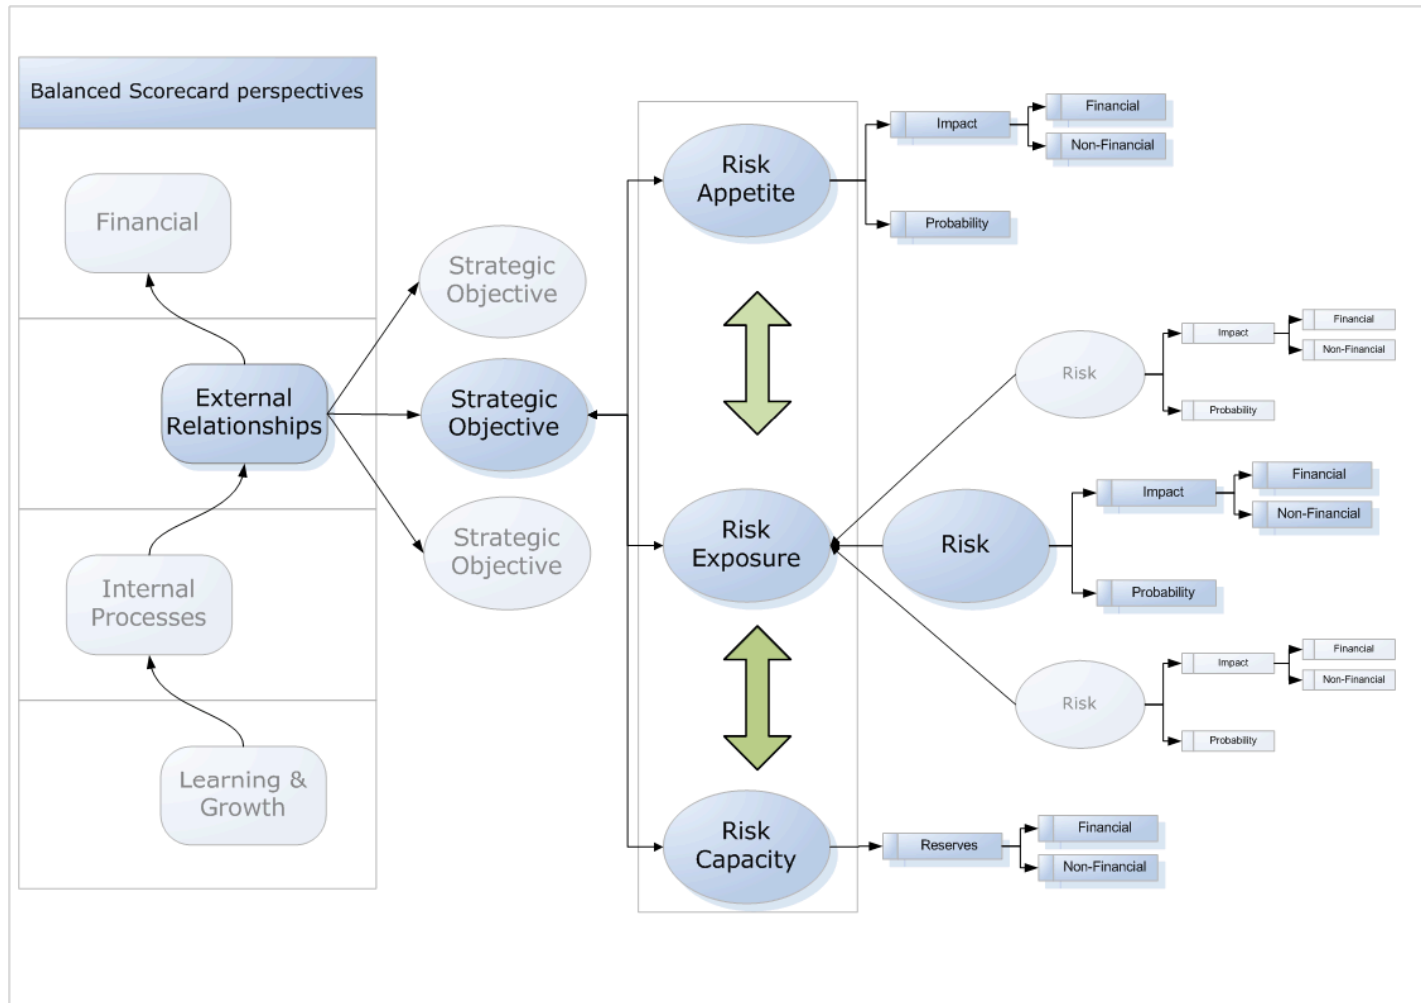 Balanced Scorecard perspectives
Financial
External
Relationships
Internal
Processes
Learning &
Growth
Strategic
Objective
Strategic
Objective
Strategic
Objective
Risk
Appetite
Impact
Financial
Non-Financial
Probability
Risk
Exposure
Risk
Impact
Financial
Non-Financial
Probability
Risk
Impact
Financial
Non-Financial
Probability
Risk
Impact
Financial
Non-Financial
Probability
Risk
Capacity
Reserves
Financial
Non-Financial